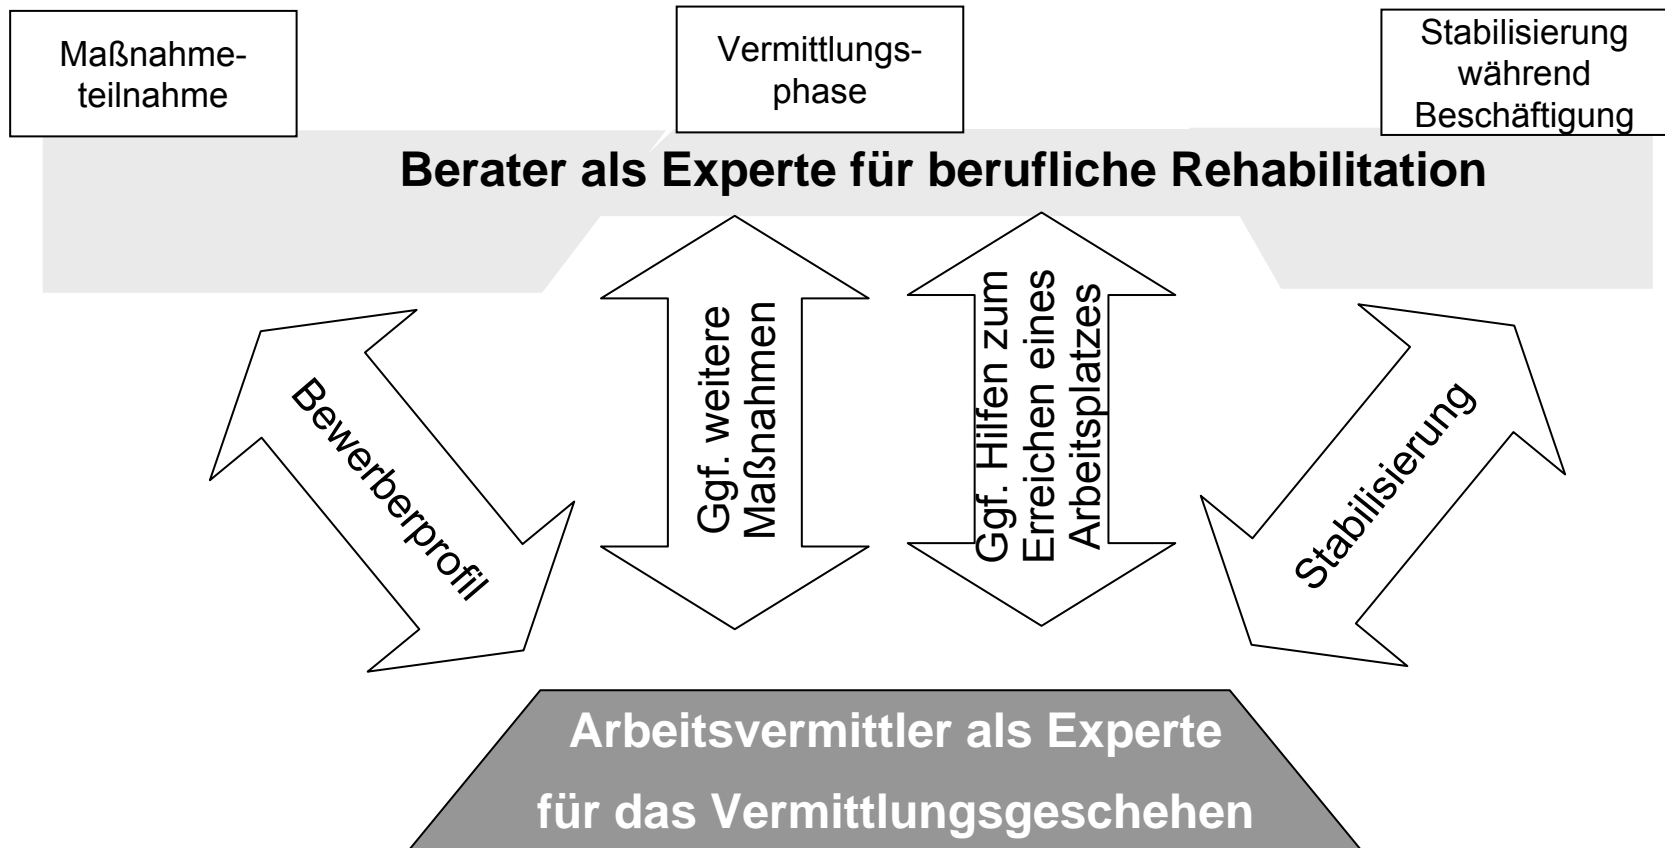 Maßnahme-
teilnahme
Vermittlungs-
phase
Stabilisierung
während
Beschäftigung
Berater als Experte für berufliche Rehabilitation
Bewerberprofil
Ggf. weitere
Maßnahmen
Ggf. Hilfen zum
Erreichen eines
Arbeitsplatzes
Stabilisierung
Arbeitsvermittler als Experte
für das Vermittlungsgeschehen